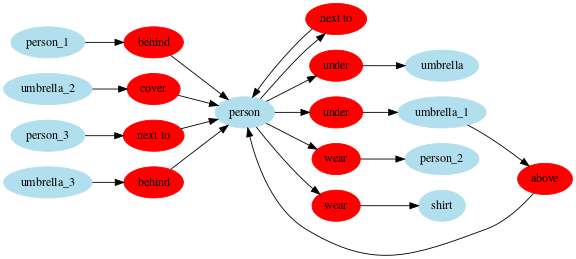 person_1
behind
next to
umbrella_2
cover
under
umbrella
person
person_3
next to
under
umbrella_1
umbrella_3
behind
wear
person_2
above
wear
shirt